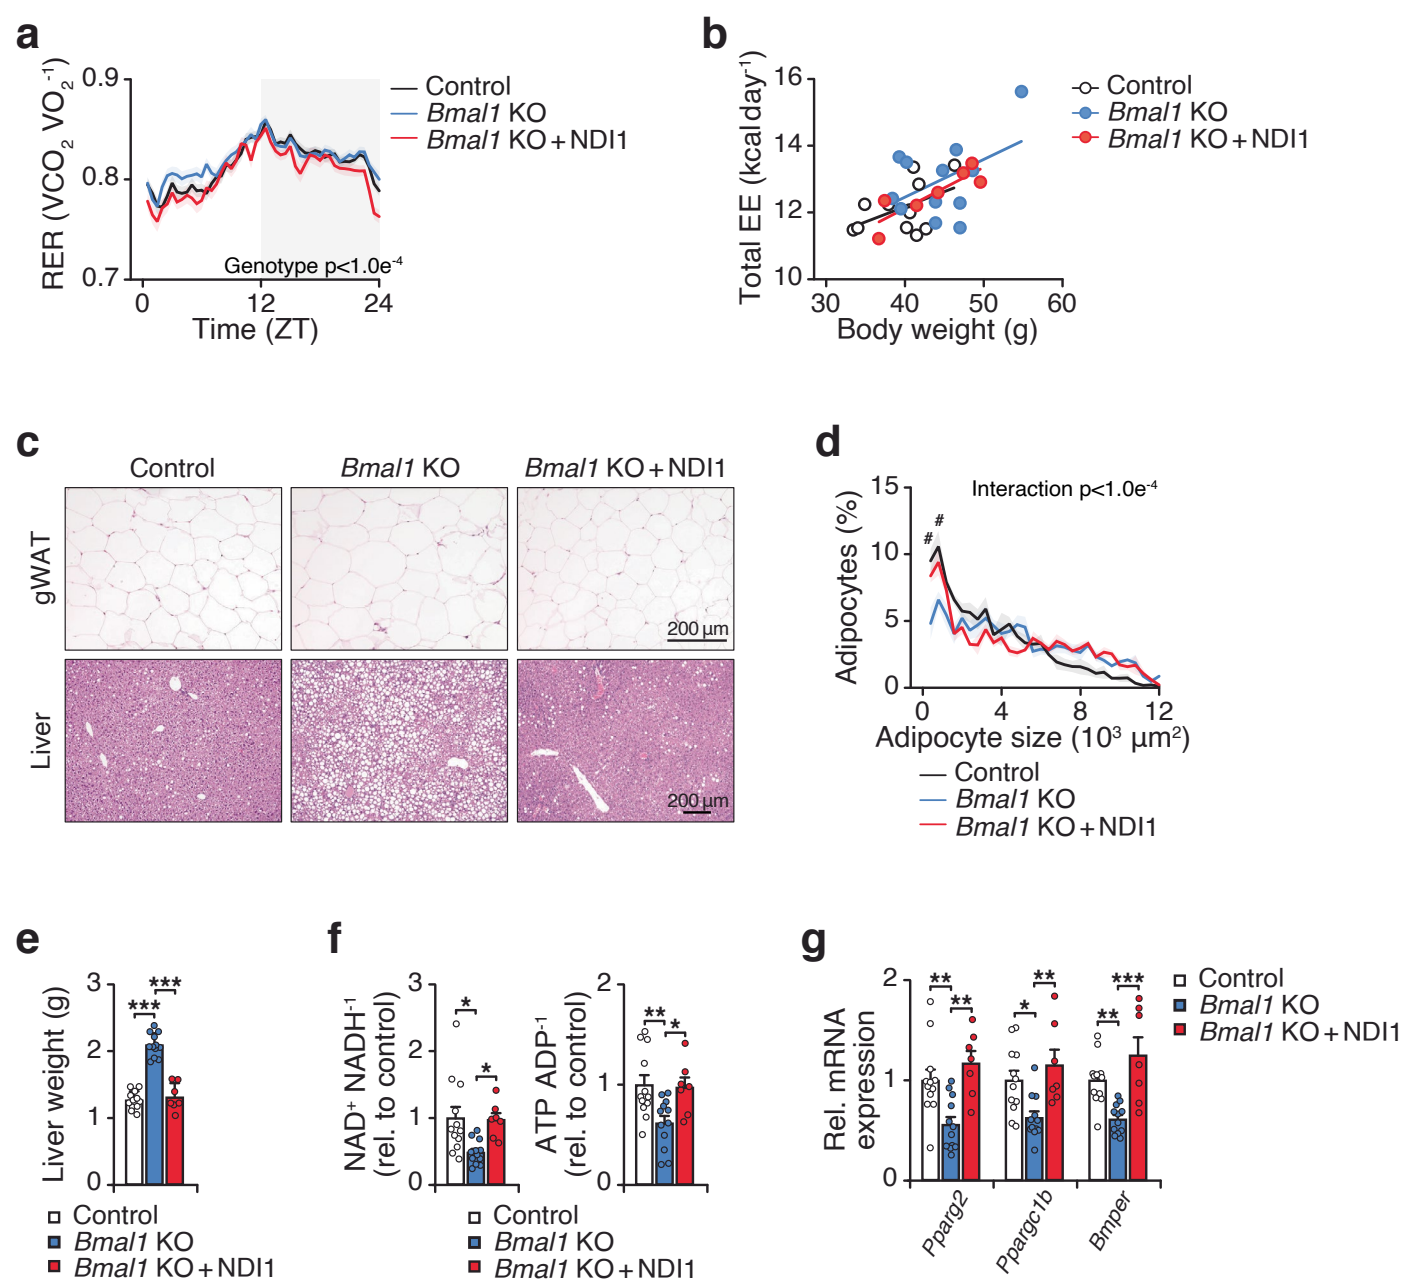 a
RER (VCO2 VO2-1)
0.9
0.8
0.7
0
12
24
Time (ZT)
Genotype p<1.0e-4
Control
Bmal1 KO
Bmal1 KO + NDI1
b
Total EE (kcal day-1)
16
14
12
10
30
40
50
60
Body weight (g)
Control
Bmal1 KO
Bmal1 KO + NDI1
c
Control
Bmal1 KO
Bmal1 KO + NDI1
gWAT
200 µm
Liver
200 µm
d
Adipocytes (%)
15
10
5
0
Interaction p<1.0e-4
#
#
0
4
8
12
Adipocyte size (10³ µm²)
Control
Bmal1 KO
Bmal1 KO + NDI1
e
Liver weight (g)
3
2
1
0
***
***
Control
Bmal1 KO
Bmal1 KO + NDI1
f
NAD+ NADH-1
(rel. to control)
3
2
1
0
*
*
ATP ADP-1
(rel. to control)
2
1
0
**
*
Control
Bmal1 KO
Bmal1 KO + NDI1
g
Rel. mRNA
expression
2
1
0
**
**
*
**
**
***
Pparg2
Ppargc1b
Bmper
Control
Bmal1 KO
Bmal1 KO + NDI1